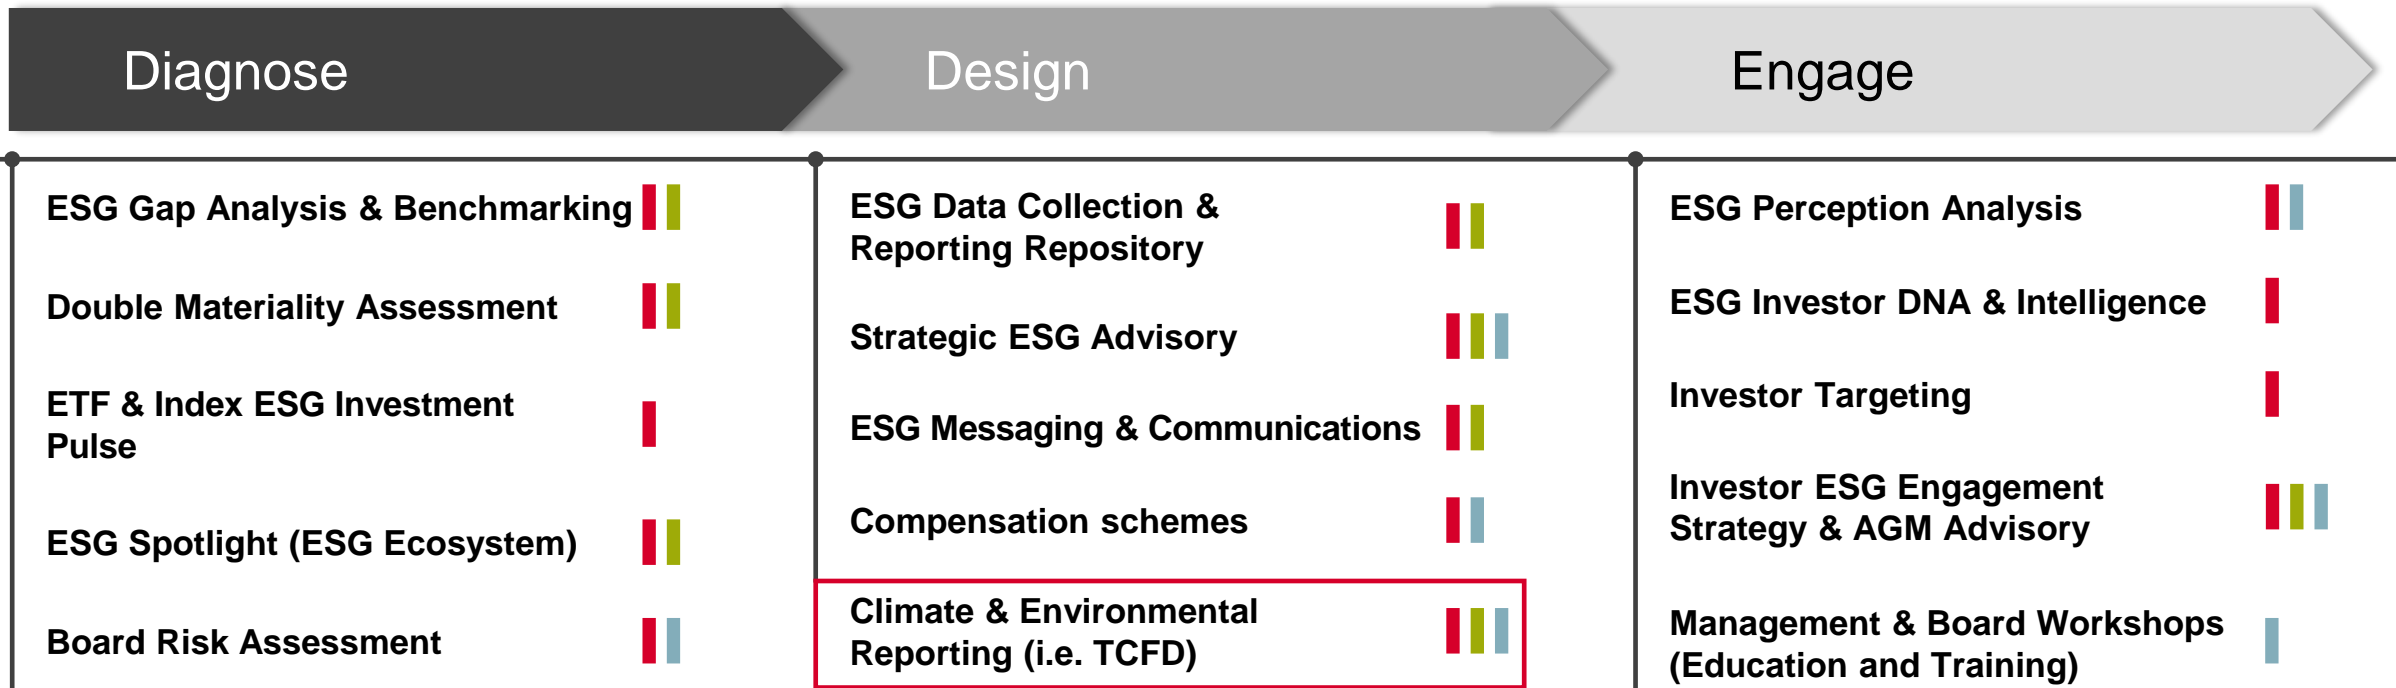 Diagnose
Design
Engage
ESG Gap Analysis & Benchmarking
Double Materiality Assessment
ETF & Index ESG Investment
Pulse
ESG Spotlight (ESG Ecosystem)
Board Risk Assessment
ESG Data Collection &
Reporting Repository
Strategic ESG Advisory
ESG Messaging & Communications
Compensation schemes
Climate & Environmental
Reporting (i.e. TCFD)
ESG Perception Analysis
ESG Investor DNA & Intelligence
Investor Targeting
Investor ESG Engagement
Strategy & AGM Advisory
Management & Board Workshops
(Education and Training)